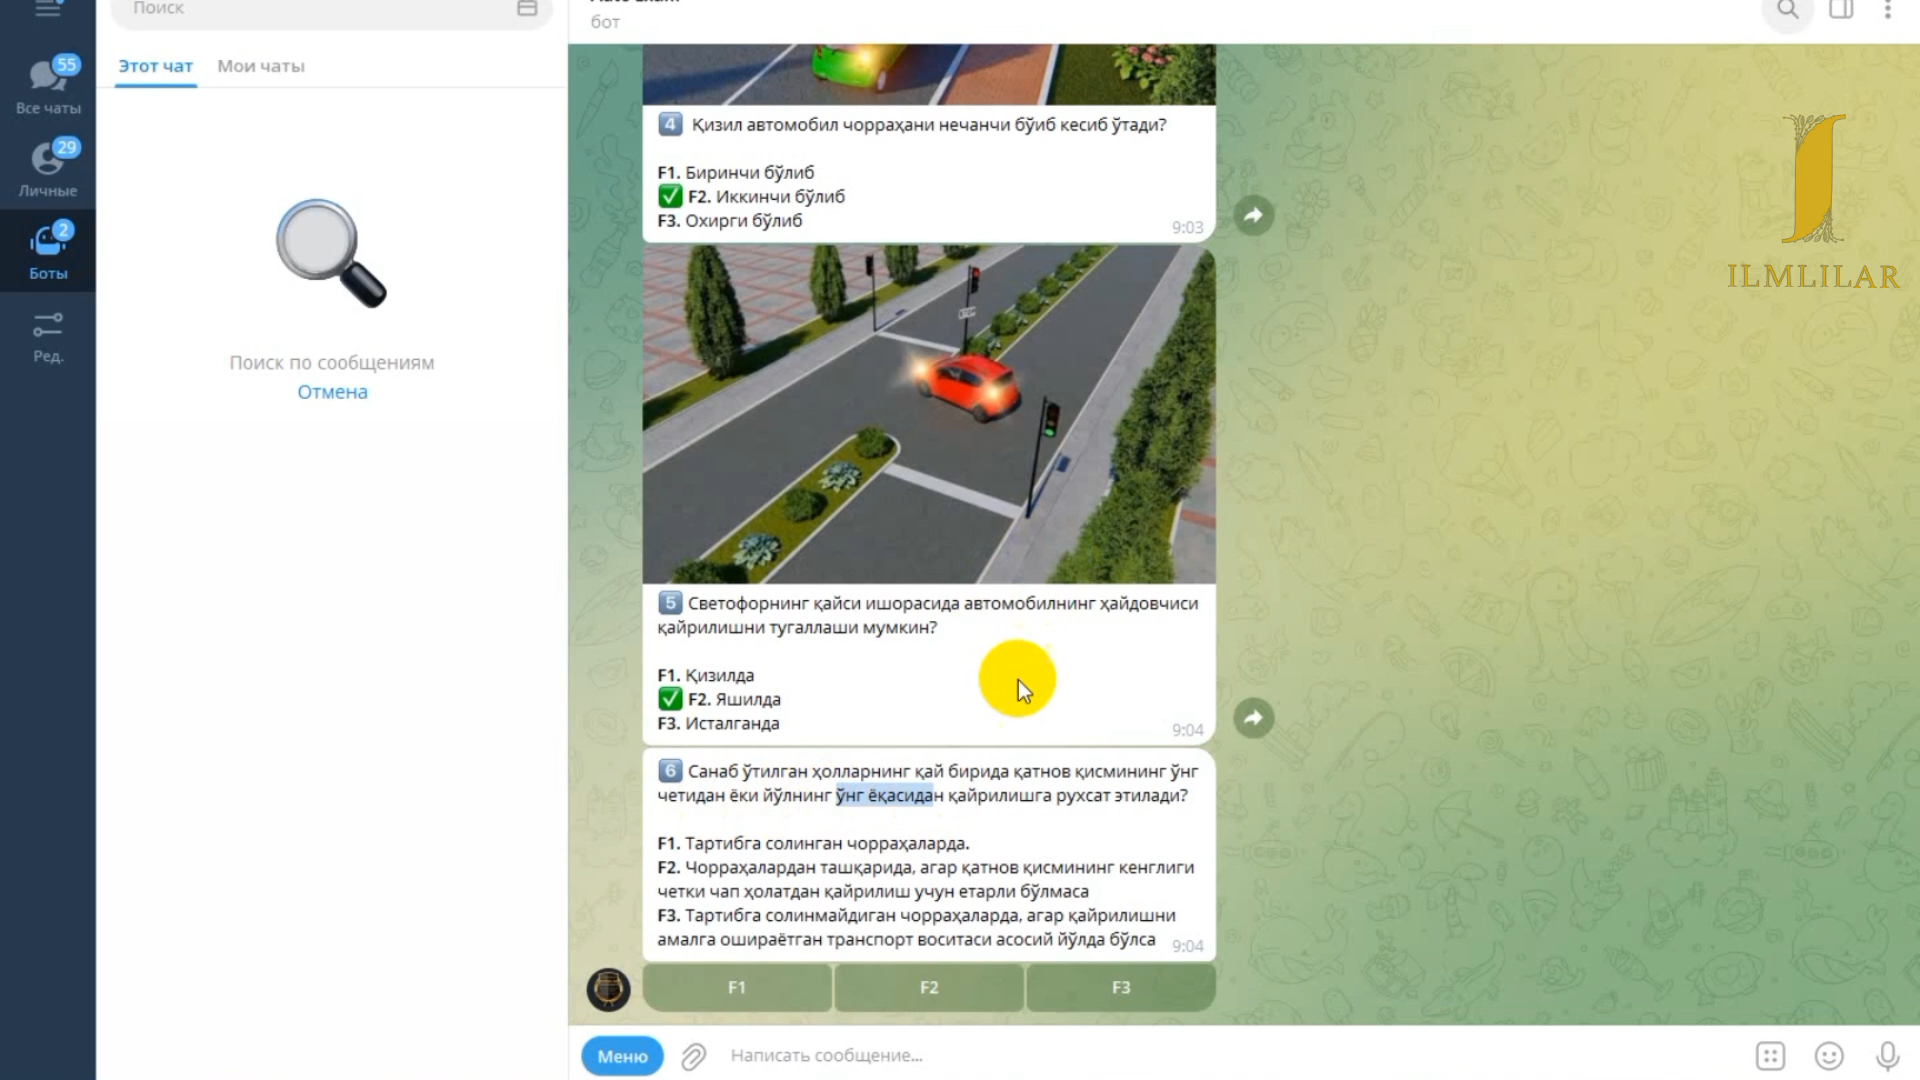 Поиск
бот
Этот чат
Мои чаты
55
Все чаты
29
Личные
2
Боты
Ред.
Поиск по сообщениям
Отмена
4 Қизил автомобил чорраҳани нечанчи бўиб кесиб ўтади?
F1. Биринчи бўлиб
F2. Иккинчи бўлиб
F3. Охирги бўлиб
9:03
5 Светофорнинг қайси ишорасида автомобилнинг ҳайдовчиси
қайрилишни тугаллаши мумкин?
F1. Қизилда
F2. Яшилда
F3. Исталганда
9:04
6 Санаб ўтилган ҳолларнинг қай бирида қатнов қисмининг ўнг
четидан ёки йўлнинг ўнг ёқасидан қайрилишга рухсат этилади?
F1. Тартибга солинган чорраҳаларда.
F2. Чорраҳалардан ташқарида, агар қатнов қисмининг кенглиги
четки чап ҳолатдан қайрилиш учун етарли бўлмаса
F3. Тартибга солинмайдиган чорраҳаларда, агар қайрилишни
амалга ошираётган транспорт воситаси асосий йўлда бўлса
9:04
F1
F2
F3
Меню
Написать сообщение...
ILMLILAR